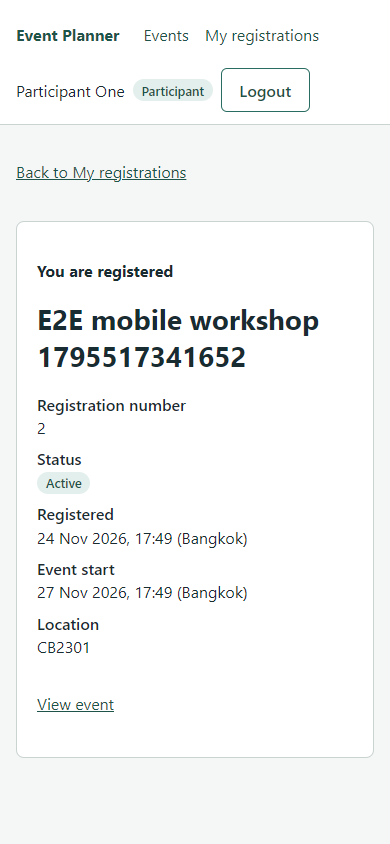 Event Planner Events My registrations
Participant One Participant Logout
Back to My registrations
You are registered
E2E mobile workshop
1795517341652
Registration number
2
Status
Active
Registered
24 Nov 2026, 17:49 (Bangkok)
Event start
27 Nov 2026, 17:49 (Bangkok)
Location
CB2301
View event